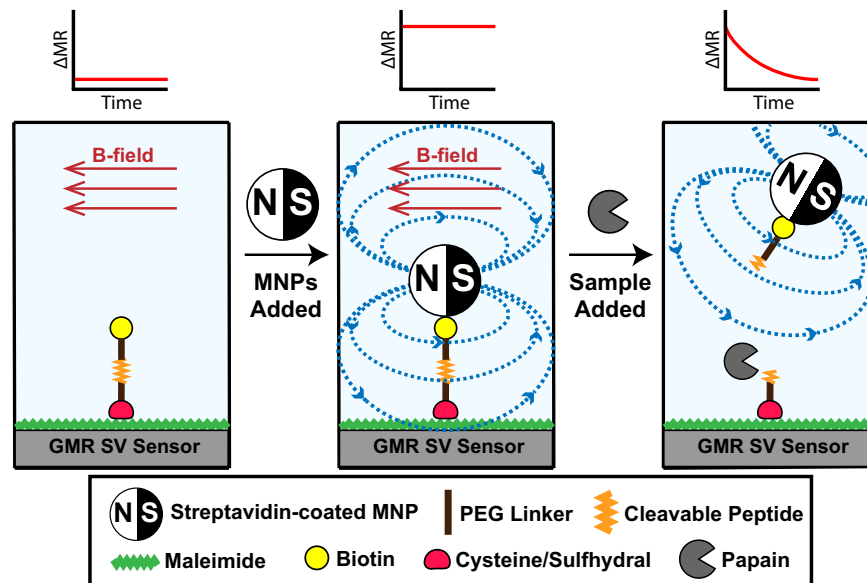 ΔMR
Time
ΔMR
Time
ΔMR
Time
B-field
GMR SV Sensor
N S
MNPs
Added
B-field
N S
GMR SV Sensor
Sample
Added
N S
GMR SV Sensor
N S Streptavidin-coated MNP
PEG Linker
Cleavable Peptide
Maleimide
Biotin
Cysteine/Sulfhydral
Papain